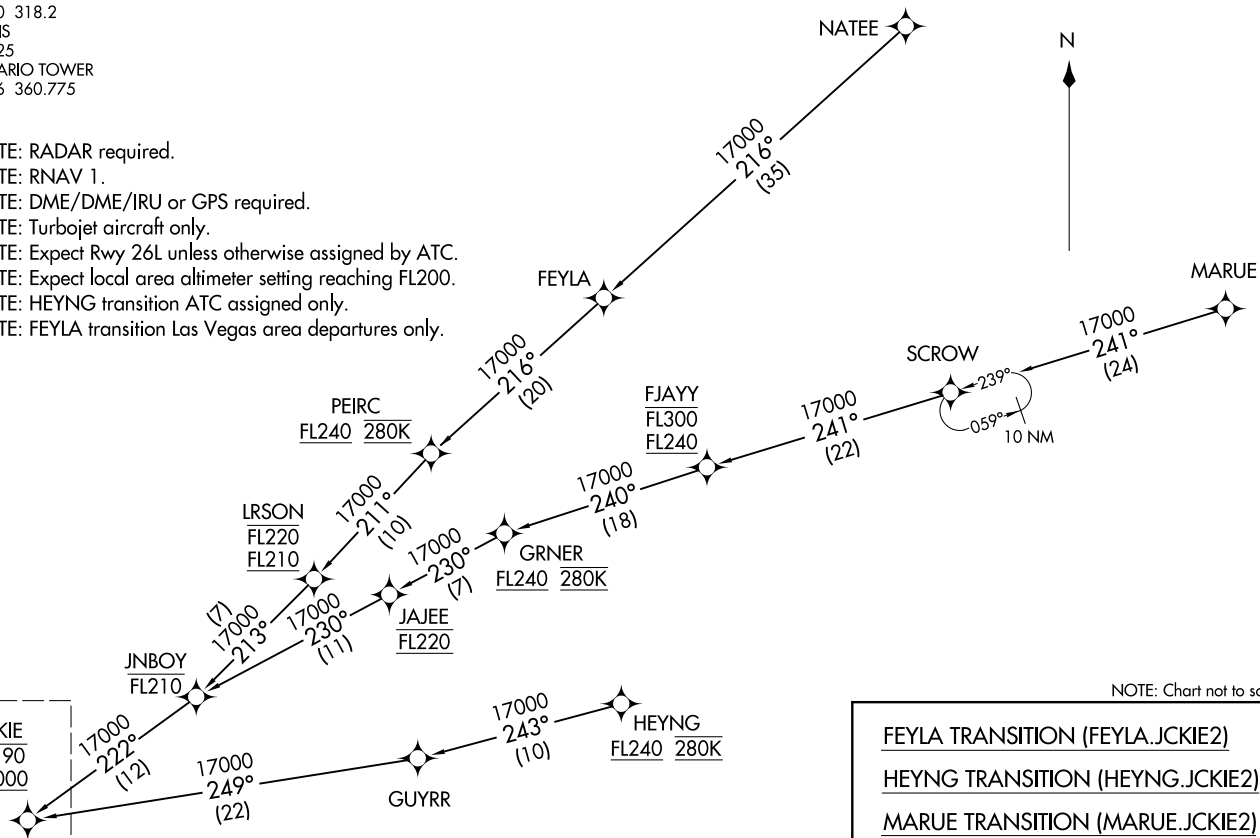 318.2
ARIO TOWER
360.775
TE: RADAR required.
TE: RNAV 1.
TE: DME/DME/IRU or GPS required.
TE: Turbojet aircraft only.
TE: Expect Rwy 26L unless otherwise assigned by ATC.
TE: Expect local area altimeter setting reaching FL200.
TE: HEYNG transition ATC assigned only.
TE: FEYLA transition Las Vegas area departures only.
NATEE
N
17000
216°
(35)
FEYLA
MARUE
17000
241°
(24)
SCROW
239°
059°
10 NM
17000
216°
(20)
PEIRC
FL240 280K
FJAYY
FL300
FL240
17000
241°
(22)
17000
240°
(18)
17000
211°
(10)
LRSON
FL220
FL210
GRNER
FL240 280K
17000
230°
(7)
JAJEE
FL220
17000
230°
(11)
(7)
17000
213°
JNBOY
FL210
KIE
90
000
17000
222°
(12)
17000
249°
(22)
GUYRR
17000
243°
(10)
HEYNG
FL240 280K
NOTE: Chart not to sc
FEYLA TRANSITION (FEYLA.JCKIE2)
HEYNG TRANSITION (HEYNG.JCKIE2)
MARUE TRANSITION (MARUE.JCKIE2)